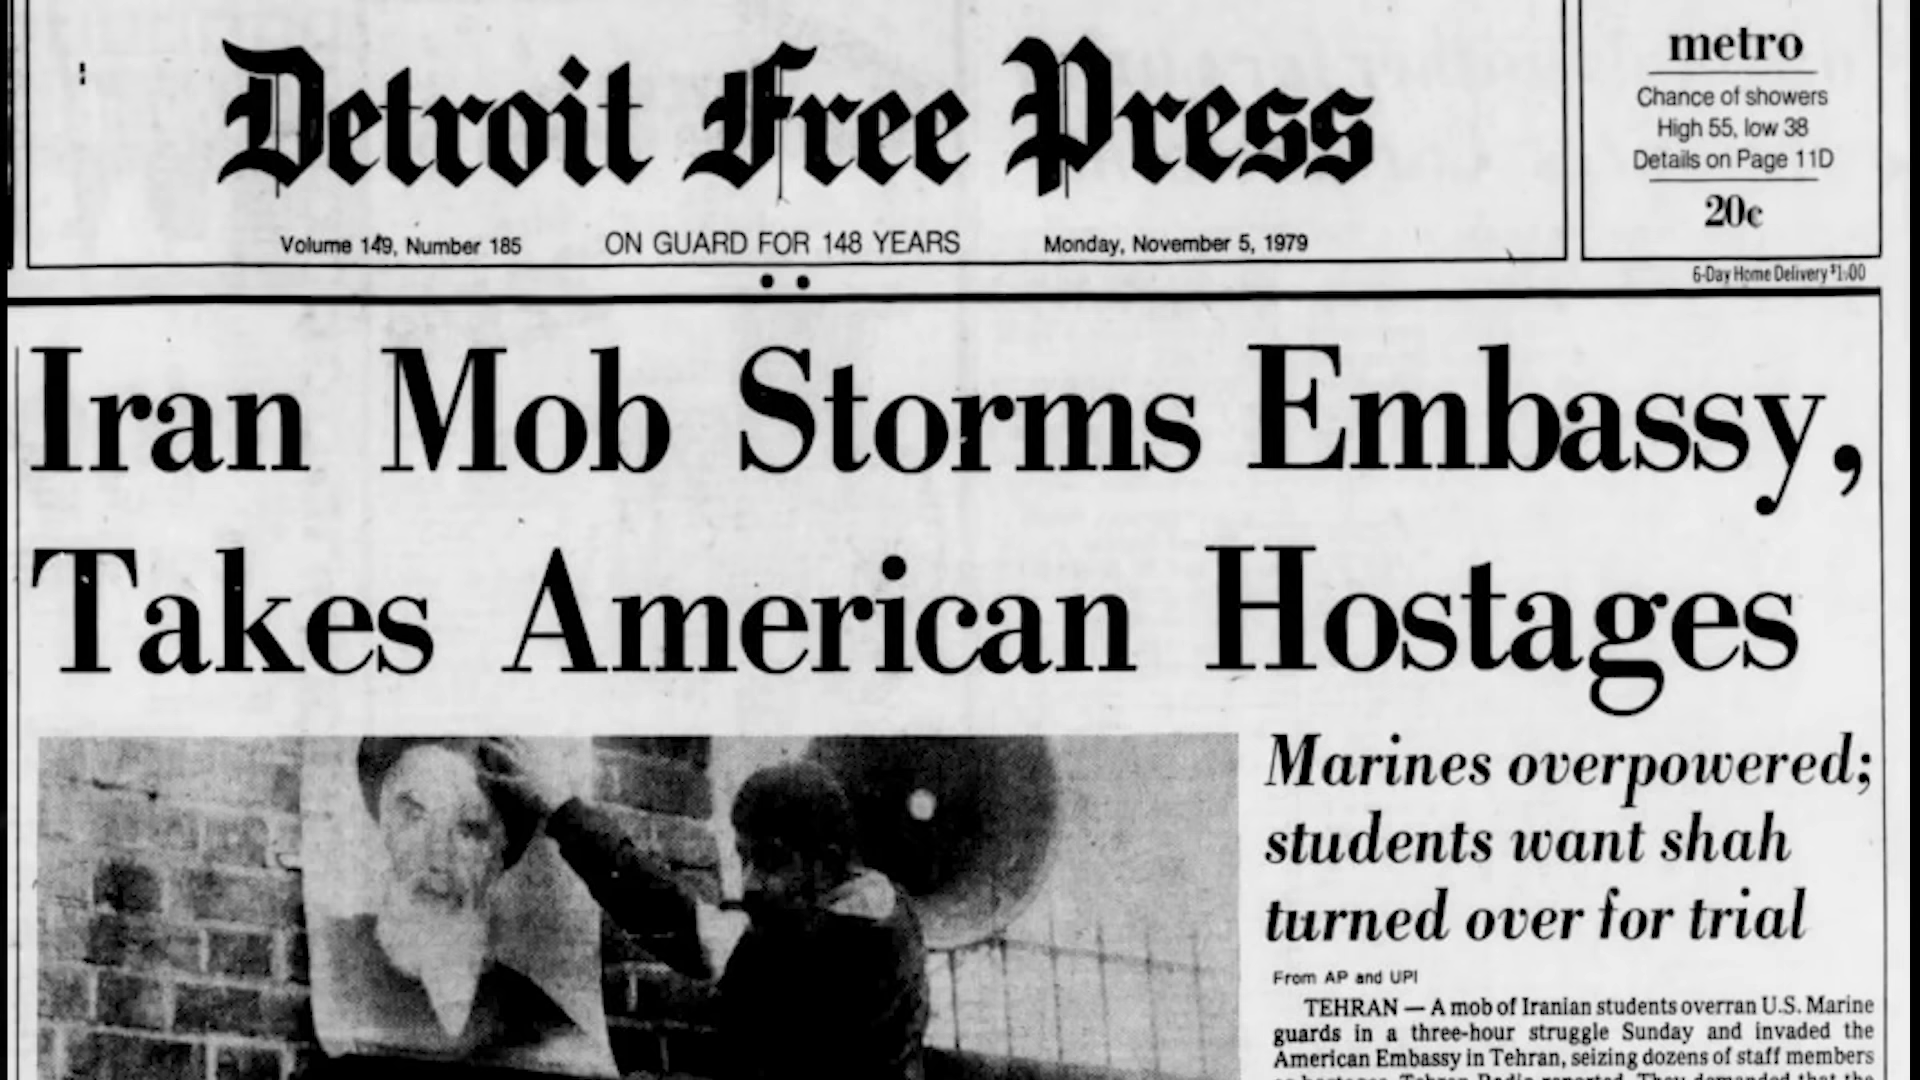 Detroit Free Press
Volume 149, Number 185
ON GUARD FOR 148 YEARS
Monday, November 5, 1979
metro
Chance of showers
High 55, low 38
Details on Page 11D
20c
6-Day Home Delivery $1.00
Iran Mob Storms Embassy,
Takes American Hostages
Marines overpowered;
students want shah
turned over for trial
From AP and UPI
TEHRAN — A mob of Iranian students overran U.S. Marine
guards in a three-hour struggle Sunday and invaded the
American Embassy in Tehran, seizing dozens of staff members